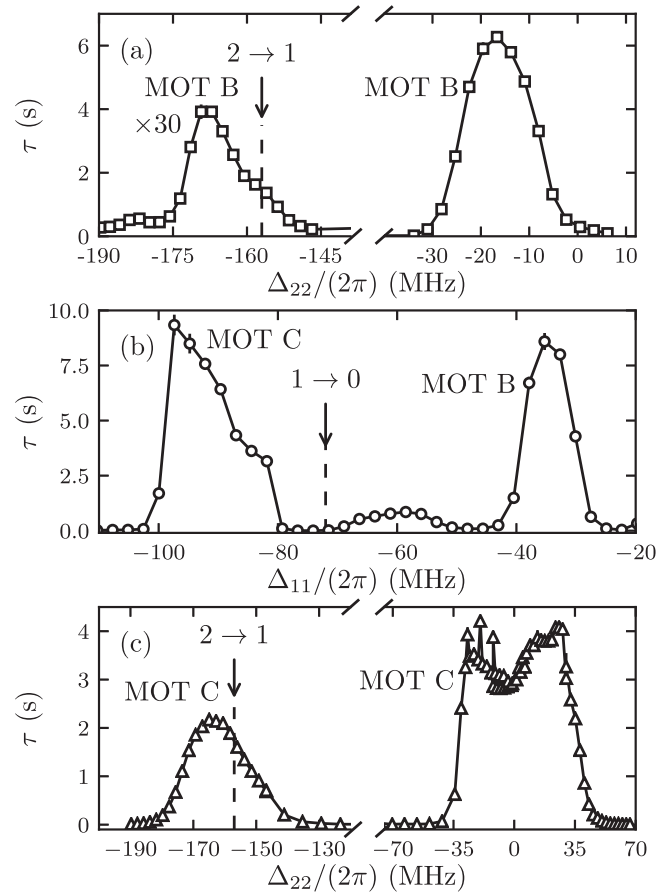 (a)
2 → 1
MOT B
×30
MOT B
τ (s)
6
4
2
0
-190 -175 -160 -145 -30 -20 -10 0 10
Δ22/(2π) (MHz)
(b)
MOT C
1 → 0
MOT B
τ (s)
10.0
7.5
5.0
2.5
0.0
−100 −80 −60 −40 −20
Δ11/(2π) (MHz)
(c)
2 → 1
MOT C
MOT C
τ (s)
4
3
2
1
0
-190 -170 -150 -130 -70 -35 0 35 70
Δ22/(2π) (MHz)